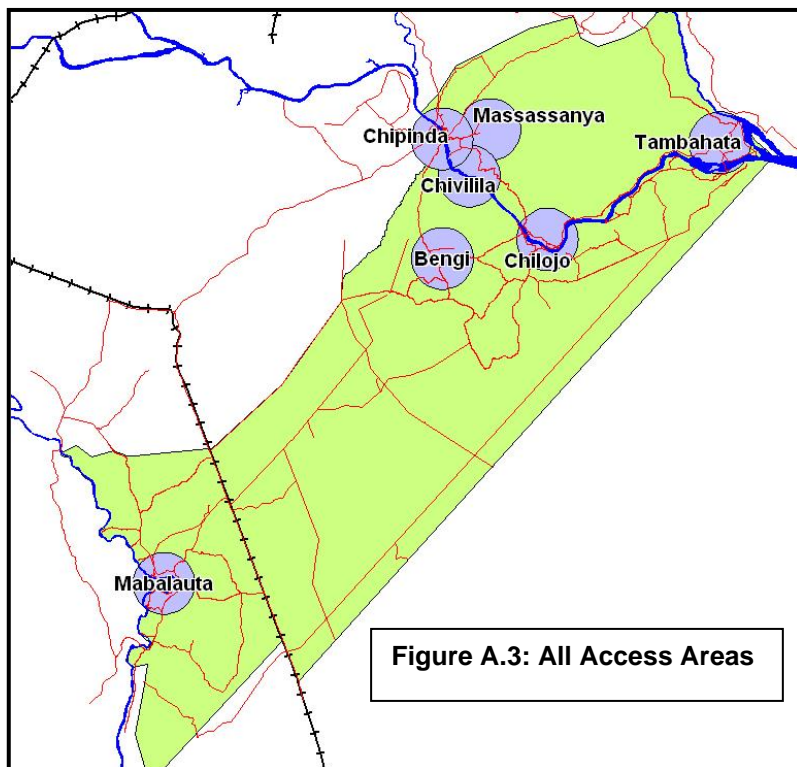 Massassanya
Chipinda
Tambahata
Chivilila
Bengi
Chilojo
Mabalauta
Figure A.3: All Access Areas